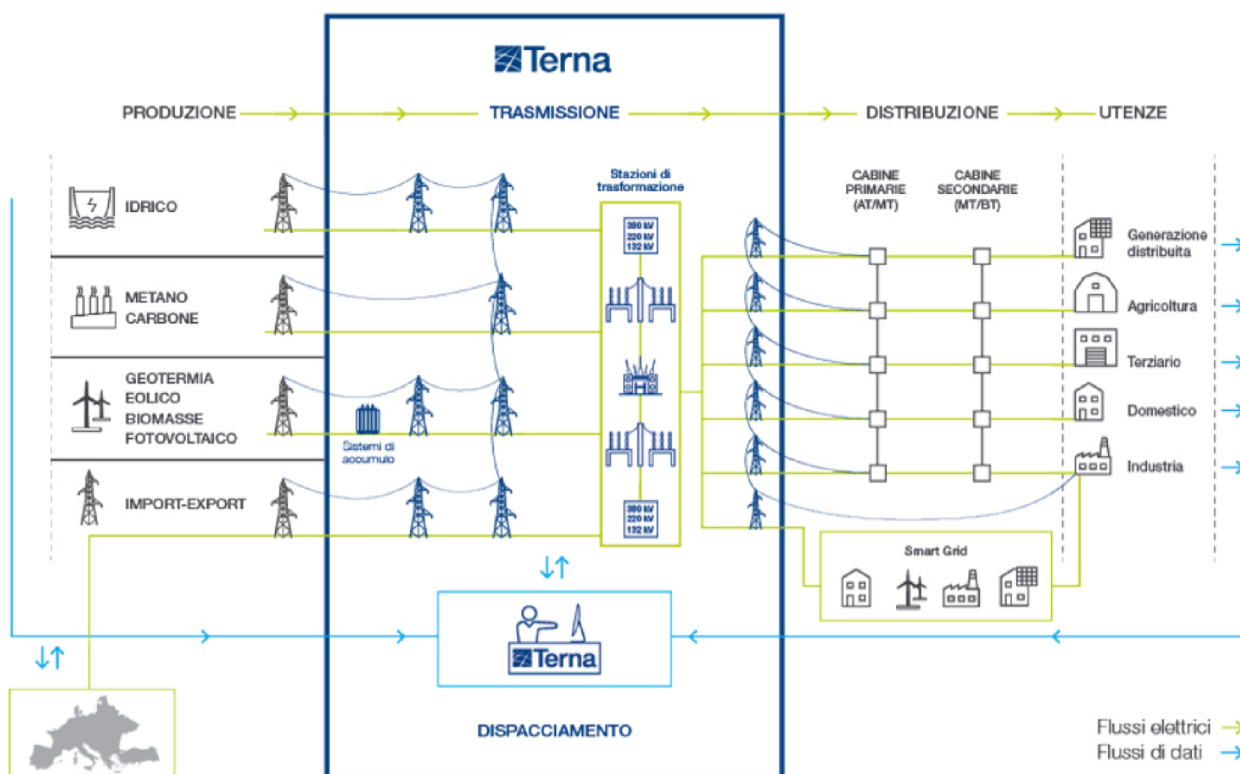 Terna
PRODUZIONE
TRASMISSIONE
DISTRIBUZIONE
UTENZE
Stazioni di
trasformazione
CABINE
PRIMARIE
(AT/MT)
CABINE
SECONDARIE
(MT/BT)
IDRICO
380 kV
220 kV
132 kV
Generazione
distribuita
METANO
CARBONE
Agricoltura
Terziario
GEOTERMIA
EOLICO
BIOMASSE
FOTOVOLTAICO
Sistemi di
accumulo
Domestico
Industria
IMPORT-EXPORT
380 kV
220 kV
132 kV
Smart Grid
Terna
DISPACCIAMENTO
Flussi elettrici
Flussi di dati